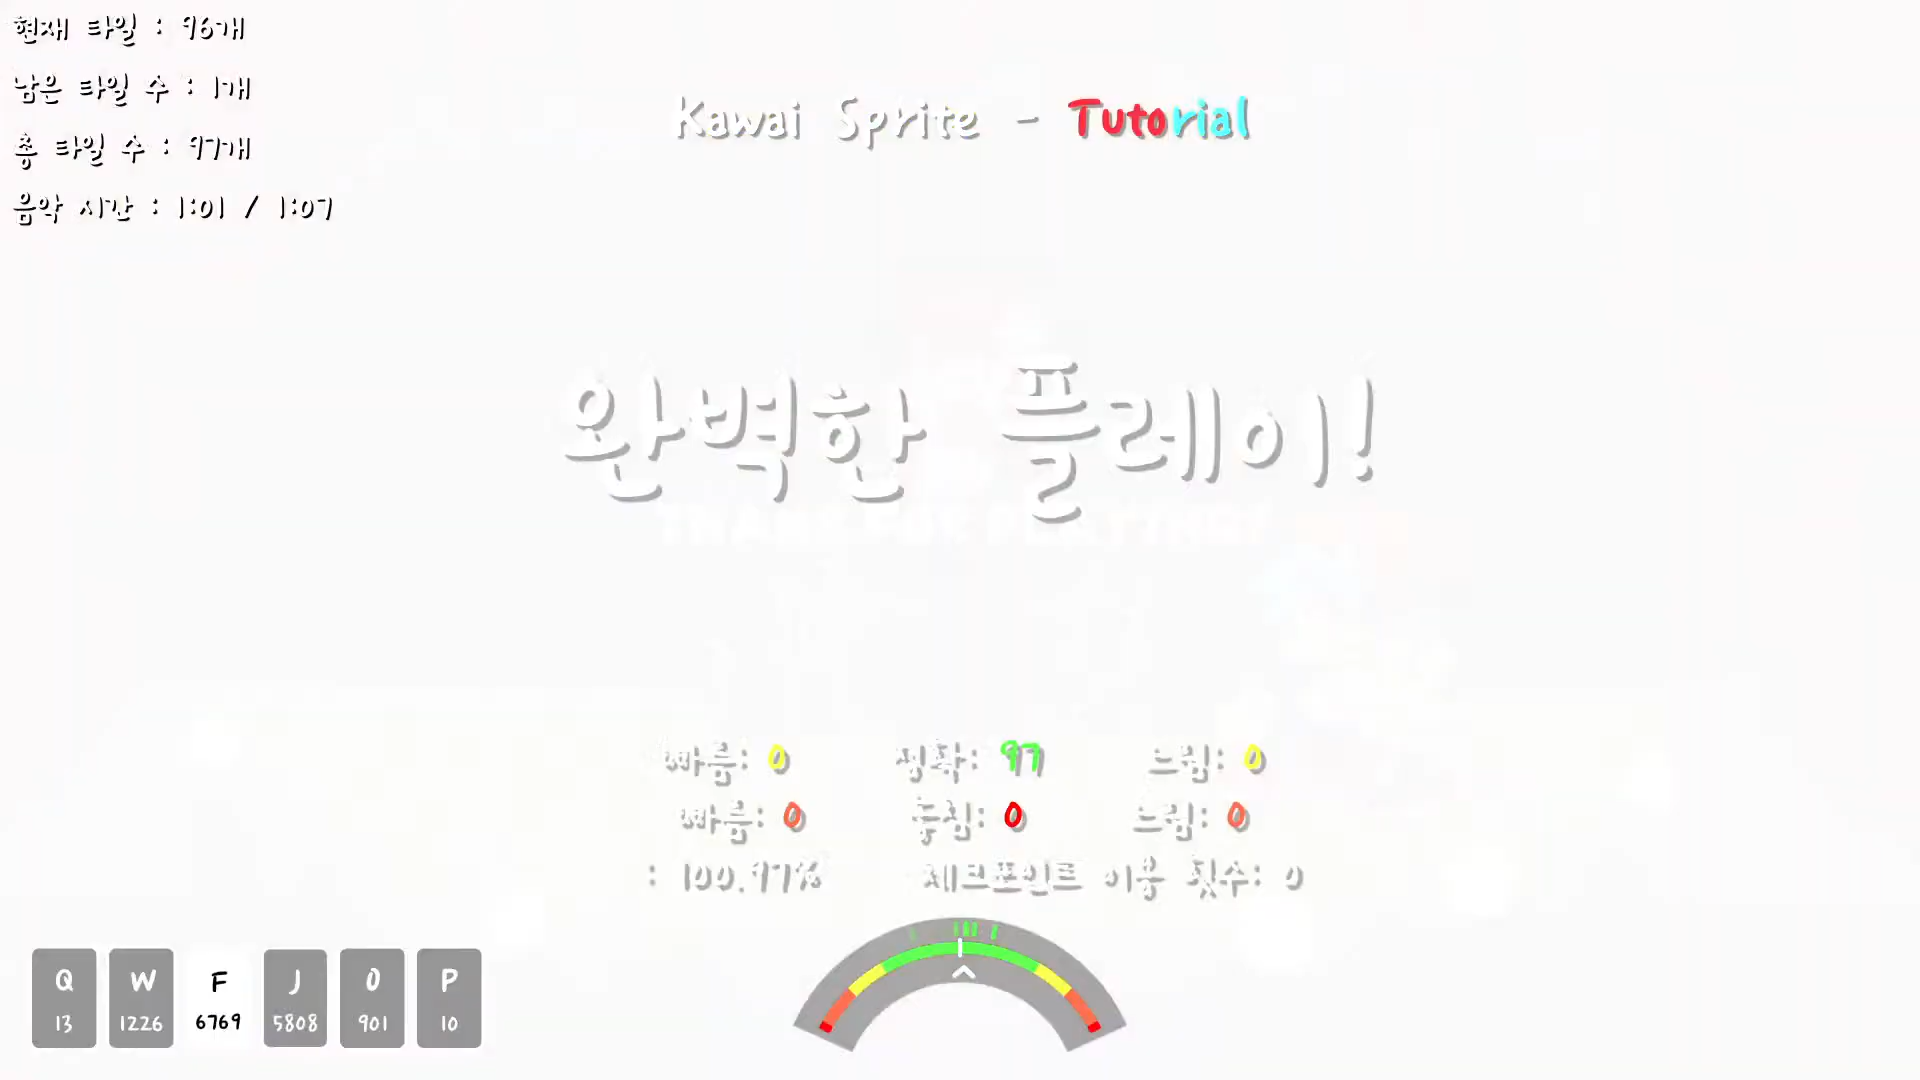 현재 타일 : 96개
남은 타일 수 : 1개
총 타일 수 : 97개
음악 시간 : 1:01 / 1:07
Kawai Sprite - Tutorial
완벽한 플레이!
THANK FOR PLAYING!
빠름: 0 정확: 97 느림: 0
빠름: 0 놓침: 0 느림: 0
: 100.97% 체크포인트 이용 횟수: 0
Q W F J O P
13 1226 6769 5808 901 10